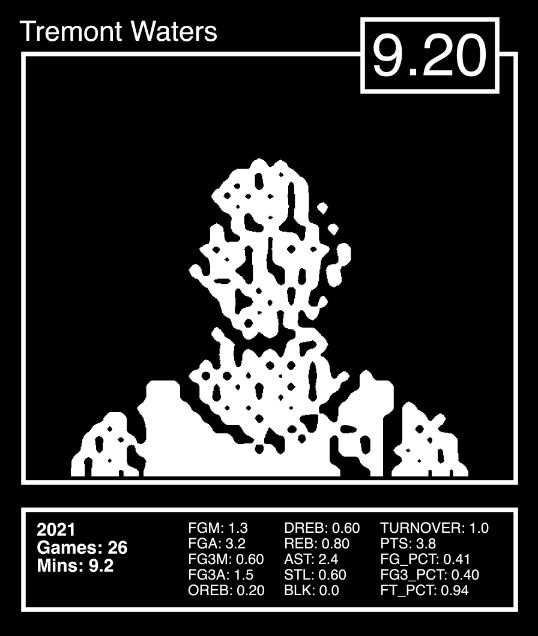 Tremont Waters
9.20
2021
Games: 26
Mins: 9.2
FGM: 1.3
FGA: 3.2
FG3M: 0.60
FG3A: 1.5
OREB: 0.20
DREB: 0.60
REB: 0.80
AST: 2.4
STL: 0.60
BLK: 0.0
TURNOVER: 1.0
PTS: 3.8
FG_PCT: 0.41
FG3_PCT: 0.40
FT_PCT: 0.94